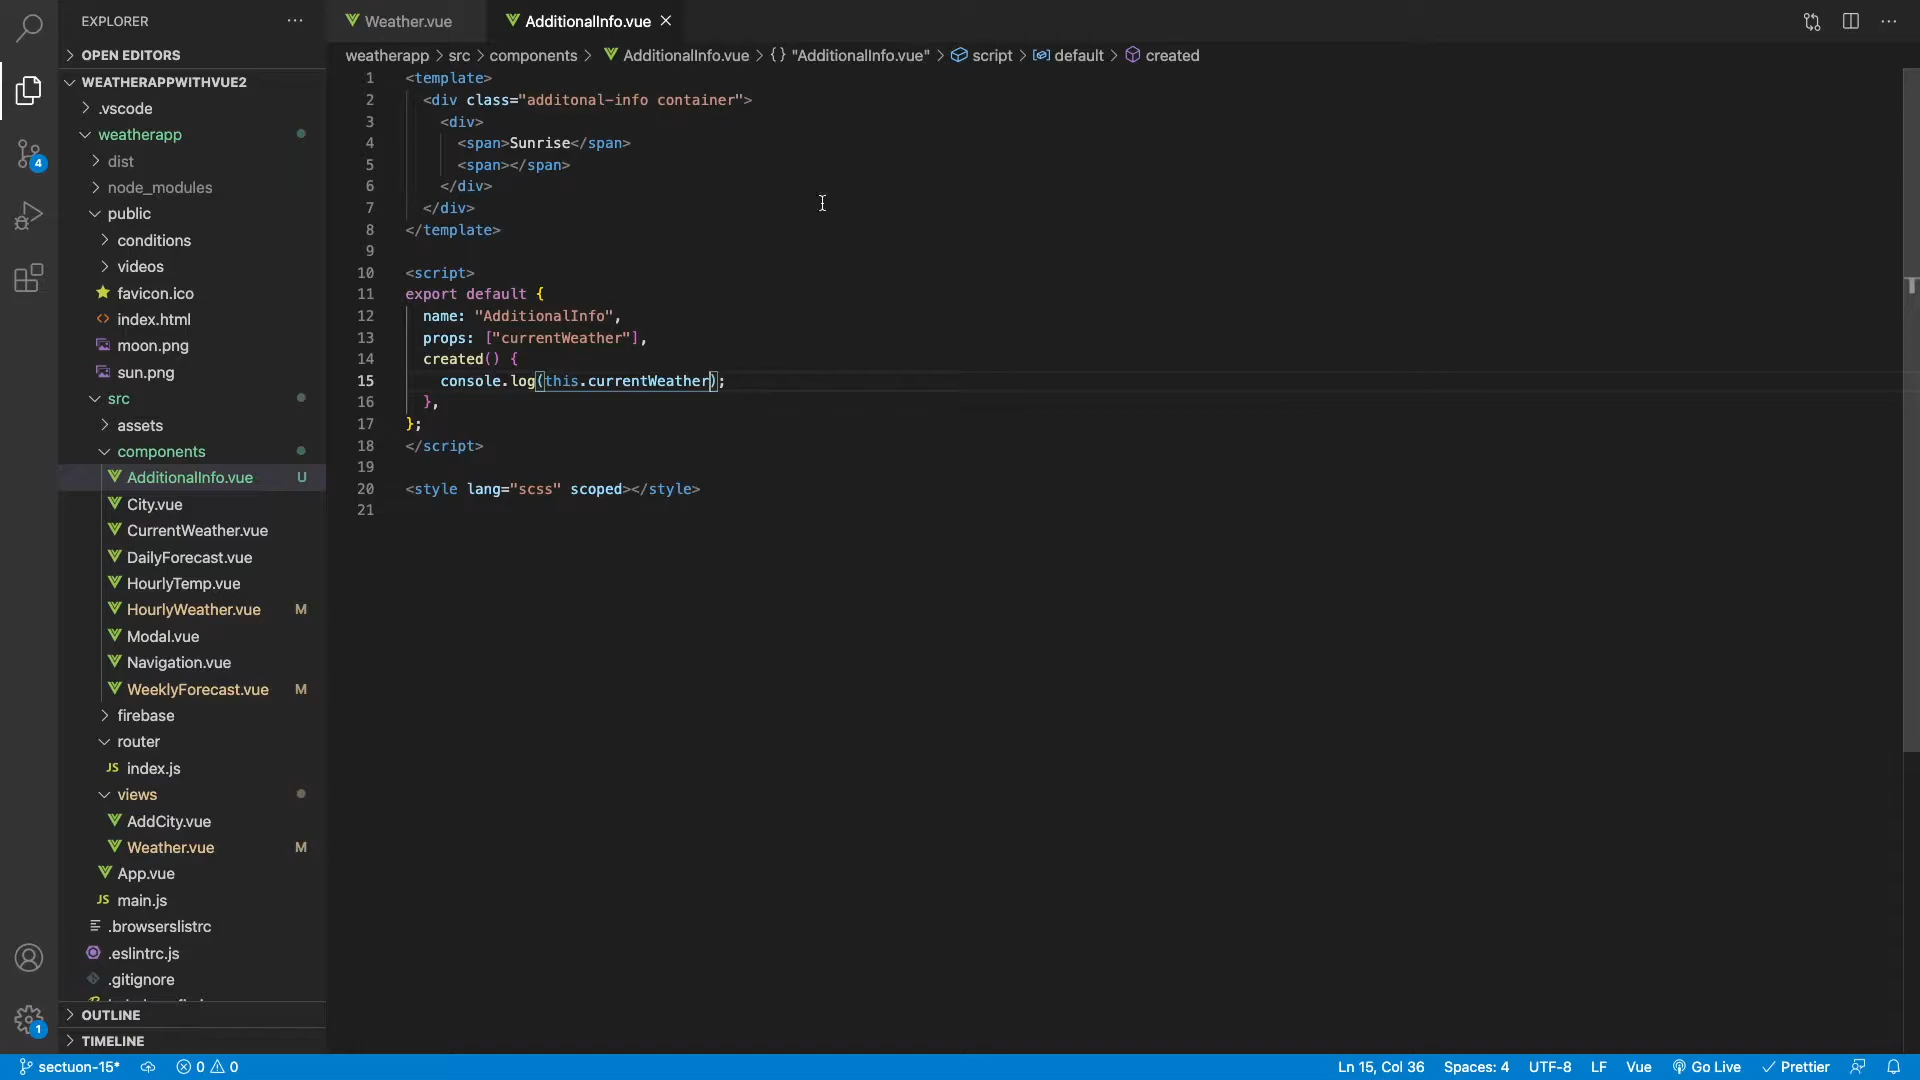 EXPLORER
OPEN EDITORS
WEATHERAPPWITHVUE2
.vscode
weatherapp
dist
node_modules
public
conditions
videos
favicon.ico
index.html
moon.png
sun.png
src
assets
components
AdditionalInfo.vue U
City.vue
CurrentWeather.vue
DailyForecast.vue
HourlyTemp.vue
HourlyWeather.vue M
Modal.vue
Navigation.vue
WeeklyForecast.vue M
firebase
router
JS index.js
views
AddCity.vue
Weather.vue M
App.vue
JS main.js
.browserslistrc
.eslintrc.js
.gitignore
OUTLINE
TIMELINE
4
1
Weather.vue AdditionalInfo.vue
weatherapp > src > components > AdditionalInfo.vue > {} "AdditionalInfo.vue" > script > default > created
1 <template>
2 <div class="additonal-info container">
3 <div>
4 <span>Sunrise</span>
5 <span></span>
6 </div>
7 </div>
8 </template>
9
10 <script>
11 export default {
12 name: "AdditionalInfo",
13 props: ["currentWeather"],
14 created() {
15 console.log(this.currentWeather);
16 },
17 };
18 </script>
19
20 <style lang="scss" scoped></style>
21
sectuon-15* 0 0 Ln 15, Col 36 Spaces: 4 UTF-8 LF Vue Go Live Prettier